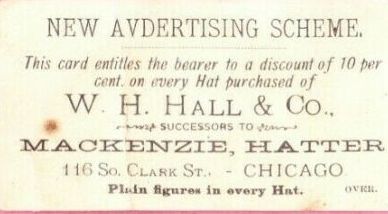 NEW AVDERTISING SCHEME.
This card entitles the bearer to a discount of 10 per
cent. on every Hat purchased of
W. H. HALL & CO.,
SUCCESSORS TO
MACKENZIE, HATTER
116 So. CLARK ST., - CHICAGO
Plain figures in every Hat. OVER.